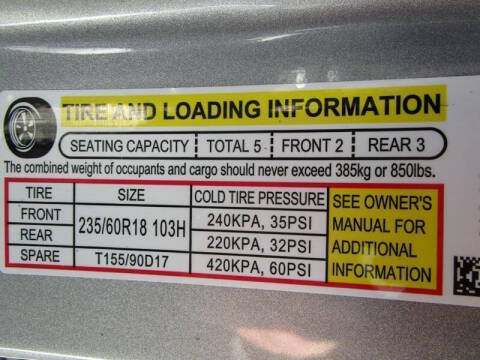 TIRE AND LOADING INFORMATION
SEATING CAPACITY TOTAL 5 FRONT 2 REAR 3
The combined weight of occupants and cargo should never exceed 385kg or 850lbs.
TIRE SIZE COLD TIRE PRESSURE
FRONT 235/60R18 103H 240KPA, 35PSI
REAR 220KPA, 32PSI
SPARE T155/90D17 420KPA, 60PSI
SEE OWNER'S
MANUAL FOR
ADDITIONAL
INFORMATION